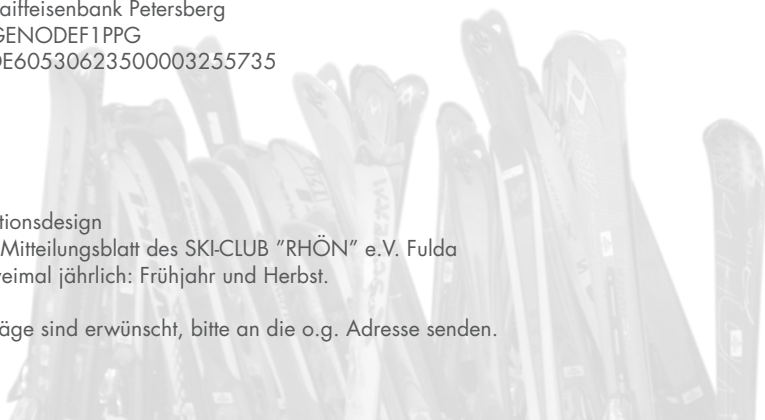 aiffeisenbank Petersberg
GENODEF1PPG
DE60530623500003255735
tionsdesign
Mitteilungsblatt des SKI-CLUB ”RHÖN” e.V. Fulda
weimal jährlich: Frühjahr und Herbst.
äge sind erwünscht, bitte an die o.g. Adresse senden.